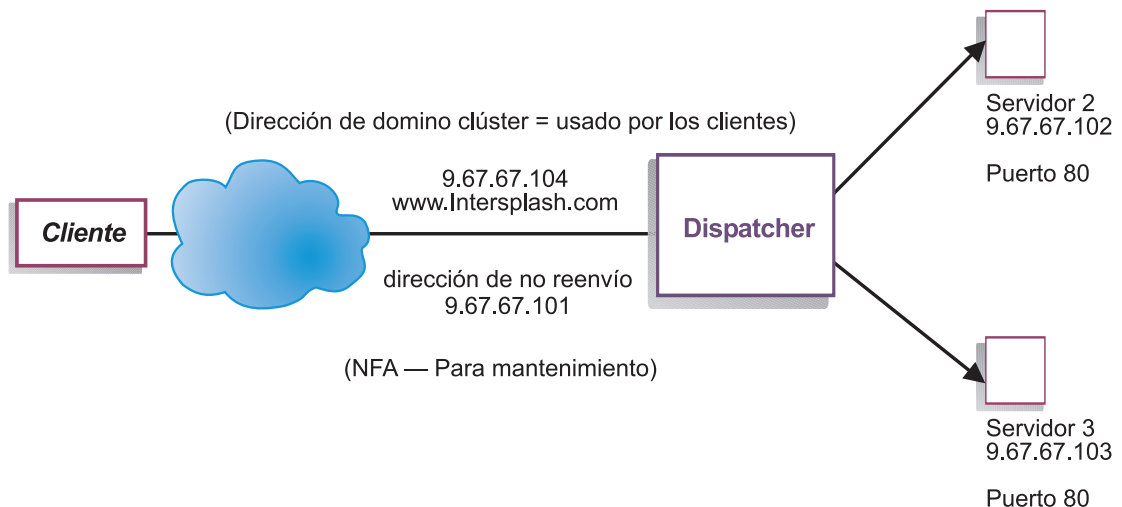 (Dirección de domino clúster = usado por los clientes)
9.67.67.104
www.Intersplash.com
Cliente
Dispatcher
dirección de no reenvío
9.67.67.101
(NFA — Para mantenimiento)
Servidor 2
9.67.67.102
Puerto 80
Servidor 3
9.67.67.103
Puerto 80